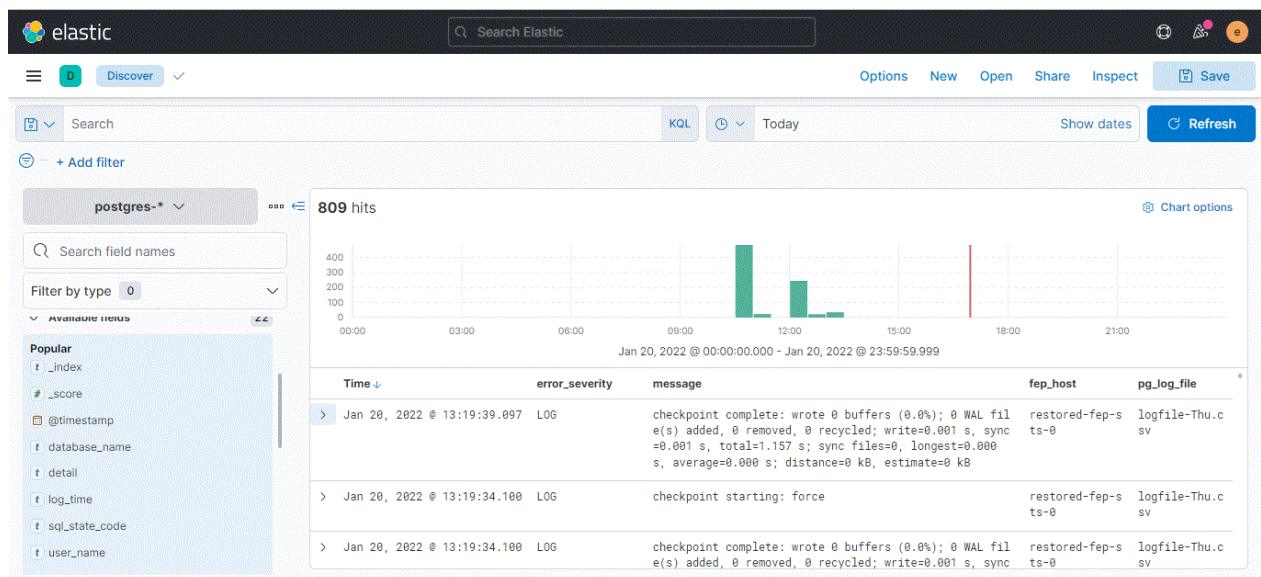 elastic
Search Elastic
e
D
Discover
Options New Open Share Inspect Save
Search
KQL
Today
Show dates
Refresh
+ Add filter
postgres-*
809 hits
Chart options
Search field names
Filter by type 0
Available fields 22
Popular
t _index
# _score
@timestamp
t database_name
t detail
t log_time
t sql_state_code
t user_name
400
300
200
100
0
00:00 03:00 06:00 09:00 12:00 15:00 18:00 21:00
Jan 20, 2022 @ 00:00:00.000 - Jan 20, 2022 @ 23:59:59.999
Time error_severity message fep_host pg_log_file
Jan 20, 2022 @ 13:19:39.097 LOG checkpoint complete: wrote 0 buffers (0.0%); 0 WAL fil restored-fep-s logfile-Thu.c
e(s) added, 0 removed, 0 recycled; write=0.001 s, sync ts-0 sv
=0.001 s, total=1.157 s; sync files=0, longest=0.000
s, average=0.000 s; distance=0 kB, estimate=0 kB
Jan 20, 2022 @ 13:19:34.100 LOG checkpoint starting: force restored-fep-s logfile-Thu.c
ts-0 sv
Jan 20, 2022 @ 13:19:34.100 LOG checkpoint complete: wrote 0 buffers (0.0%); 0 WAL fil restored-fep-s logfile-Thu.c
e(s) added, 0 removed, 0 recycled; write=0.001 s, sync ts-0 sv